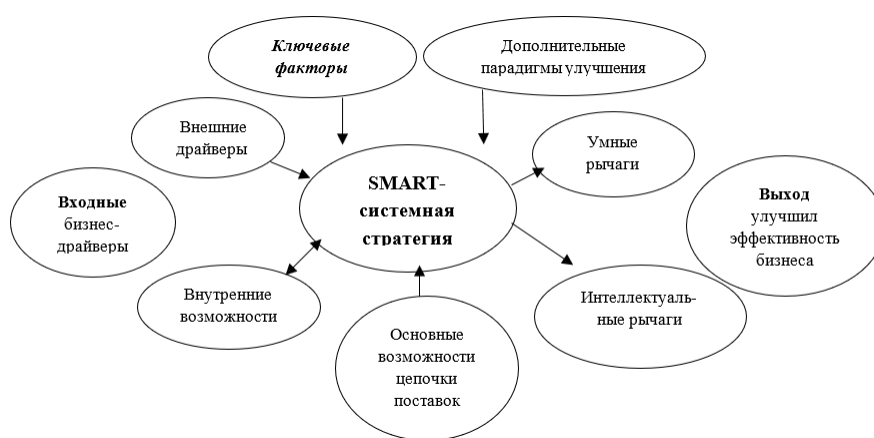 Ключевые
факторы
Дополнительные
парадигмы улучшения
Внешние
драйверы
Умные
рычаги
SMART-
системная
стратегия
Входные
бизнес-
драйверы
Выход
улучшил
эффективность
бизнеса
Внутренние
возможности
Интеллектуаль-
ные рычаги
Основные
возможности
цепочки
поставок